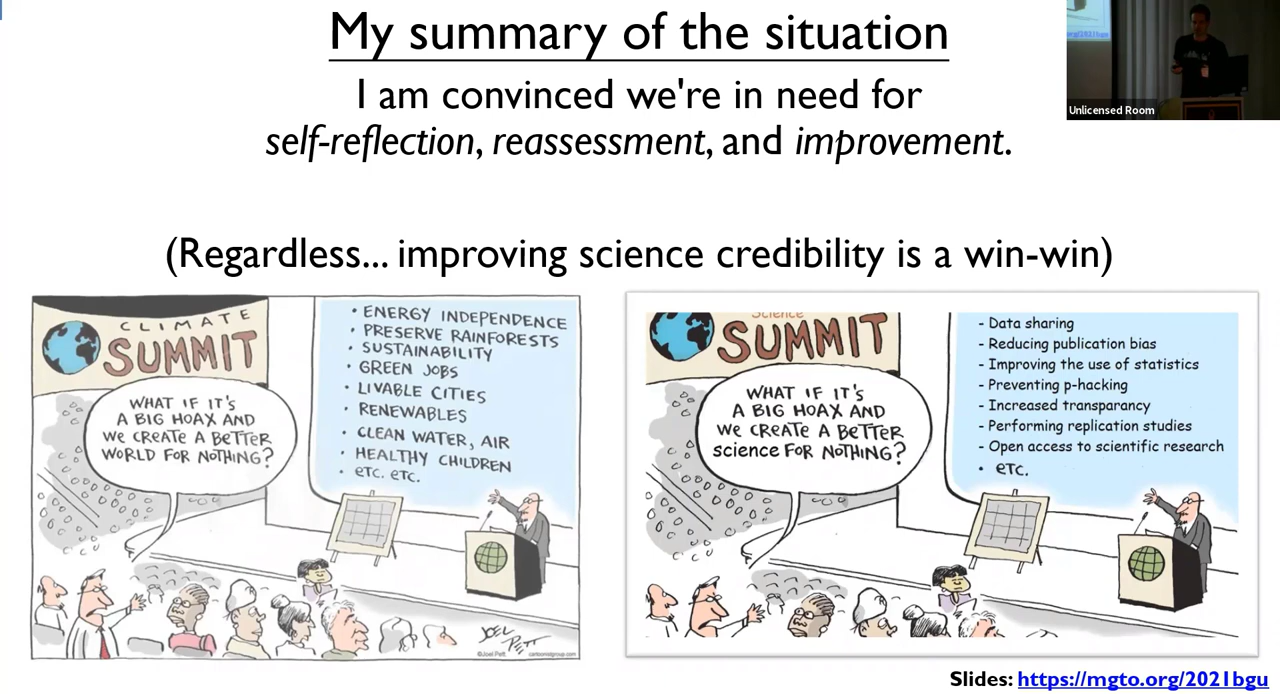 My summary of the situation
I am convinced we're in need for
self-reflection, reassessment, and improvement.
Unlicensed Room
(Regardless... improving science credibility is a win-win)
CLIMATE
SUMMIT
WHAT IF IT'S
A BIG HOAX AND
WE CREATE A BETTER
WORLD FOR NOTHING?
• ENERGY INDEPENDENCE
• PRESERVE RAINFORESTS
• SUSTAINABILITY
• GREEN JOBS
• LIVABLE CITIES
• RENEWABLES
• CLEAN WATER, AIR
• HEALTHY CHILDREN
• ETC. ETC.
JOEL
PETT
©Joel Pett cartoonistgroup.com
Science
SUMMIT
WHAT IF IT'S
A BIG HOAX AND
WE CREATE A BETTER
science FOR NOTHING?
- Data sharing
- Reducing publication bias
- Improving the use of statistics
- Preventing p-hacking
- Increased transparancy
- Performing replication studies
- Open access to scientific research
• ETC.
Slides: https://mgto.org/2021bgu